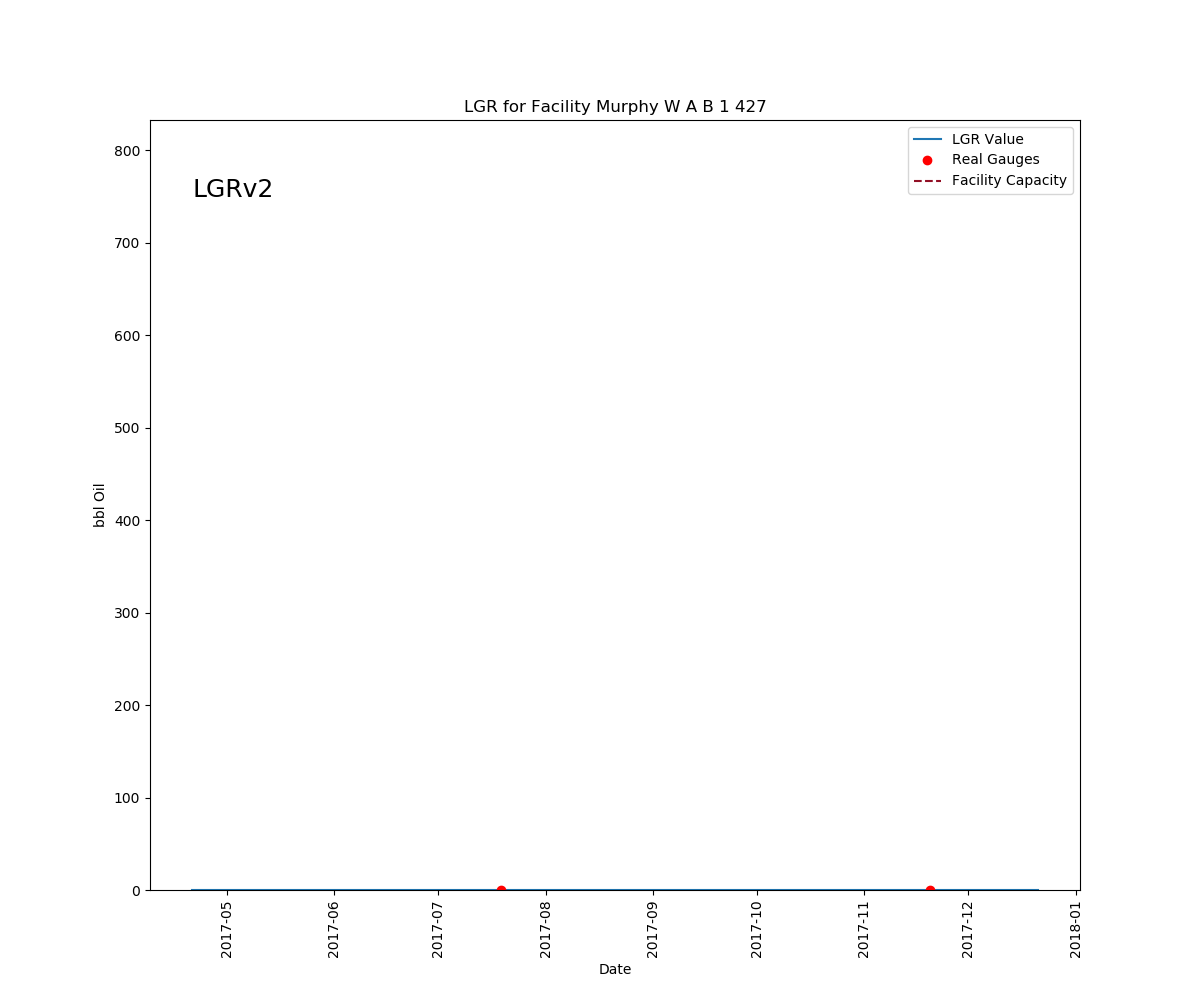 LGR for Facility Murphy W A B 1 427
LGR Value
Real Gauges
Facility Capacity
LGRv2
800
700
600
500
400
300
200
100
0
bbl Oil
2017-05
2017-06
2017-07
2017-08
2017-09
2017-10
2017-11
2017-12
2018-01
Date